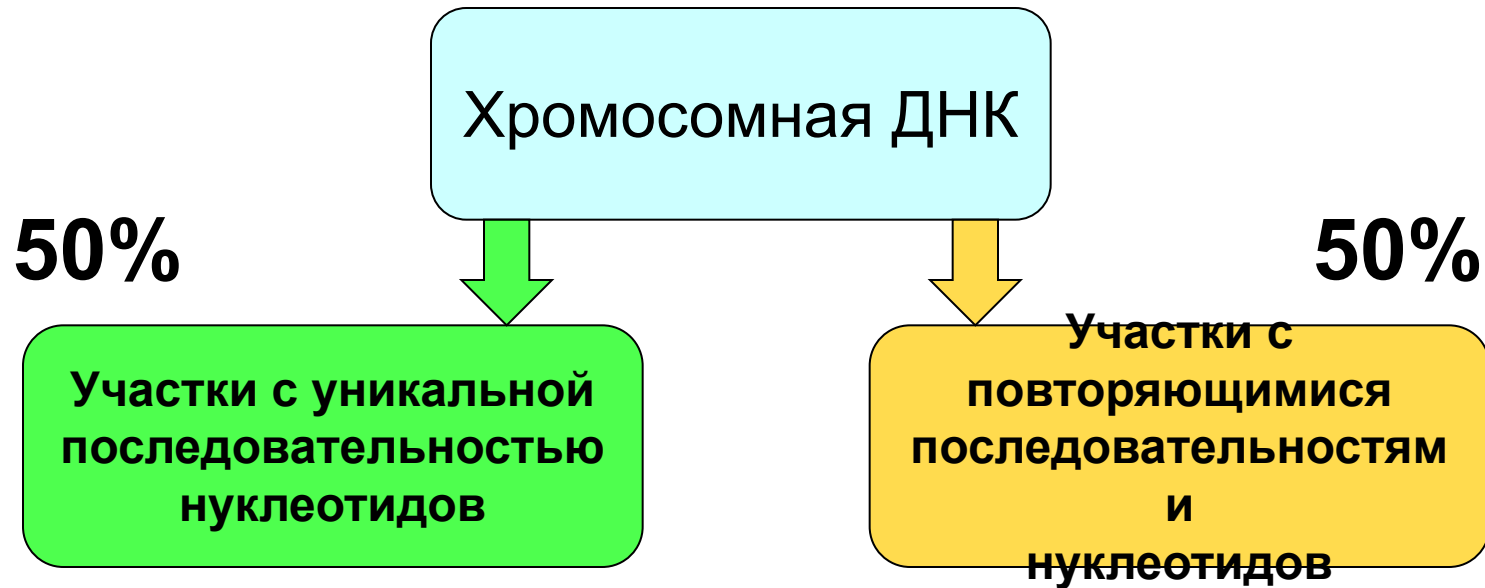 Хромосомная ДНК
50%
50%
Участки с уникальной
последовательностью
нуклеотидов
Участки с
повторяющимися
последовательностям
и
нуклеотидов